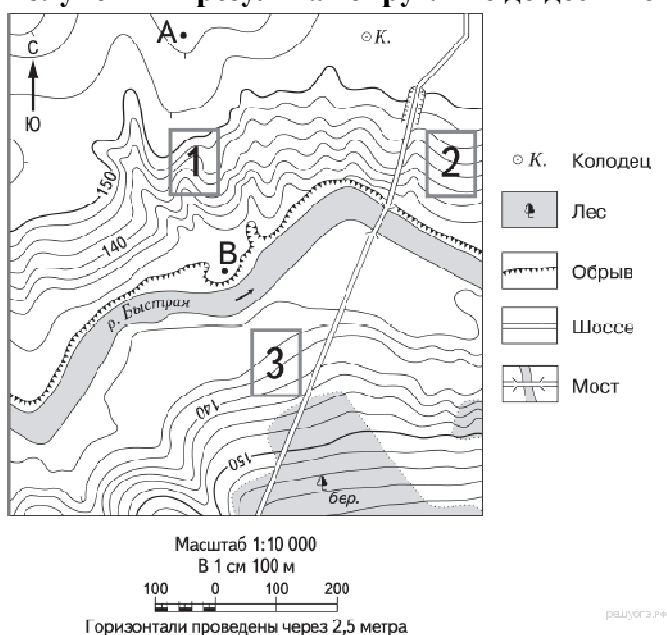 А
К.
С
Ю
1
2
150
140
В
р. Быстрая
3
140
150
бер.
К. Колодец
Лес
Обрыв
Шоссе
Мост
Масштаб 1:10 000
В 1 см 100 м
100 0 100 200
Горизонтали проведены через 2,5 метра
решуогэ.рф